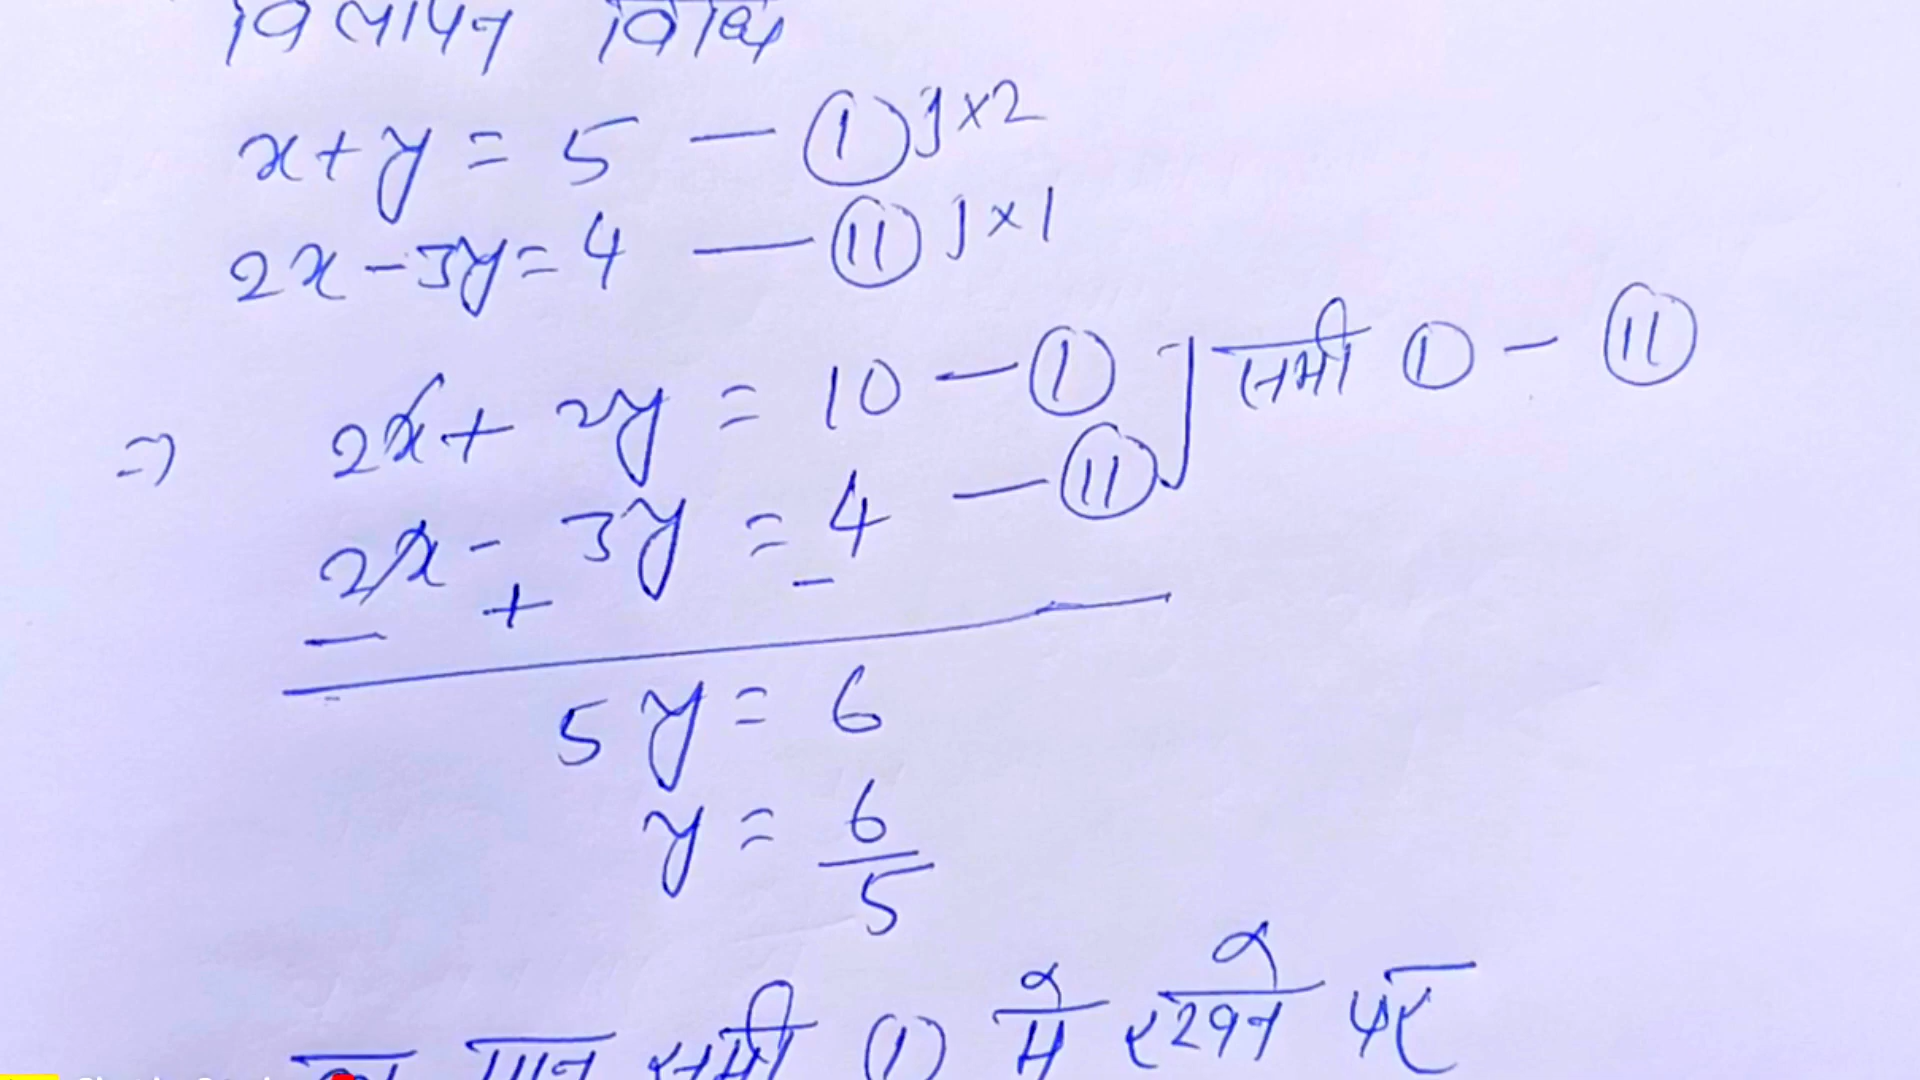 विलोपन विधि
x + y = 5 — (I) ] × 2
2x - 3y = 4 — (II) ] × 1
⇒ 2x + 2y = 10 — (I) ] समी (I) - (II)
2x - 3y = 4 — (II)
- + -
5y = 6
y = 6/5
मान समी (I) में रखने पर